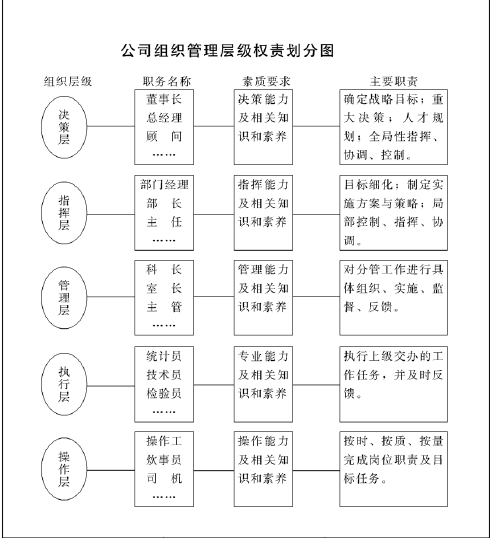 公司组织管理层级权责划分图
组织层级 职务名称 素质要求 主要职责
决策层
董事长
总经理
顾 问
……
决策能力
及相关知
识和素养
确定战略目标；重
大决策；人才规
划；全局性指挥、
协调、控制。
指挥层
部门经理
部 长
主 任
……
指挥能力
及相关知
识和素养
目标细化；制定实
施方案与策略；局
部控制、指挥、协
调。
管理层
科 长
室 长
主 管
……
管理能力
及相关知
识和素养
对分管工作进行具
体组织、实施、监
督、反馈。
执行层
统计员
技术员
检验员
……
专业能力
及相关知
识和素养
执行上级交办的工
作任务，并及时反
馈。
操作层
操作工
炊事员
司 机
……
操作能力
及相关知
识和素养
按时、按质、按量
完成岗位职责及目
标任务。